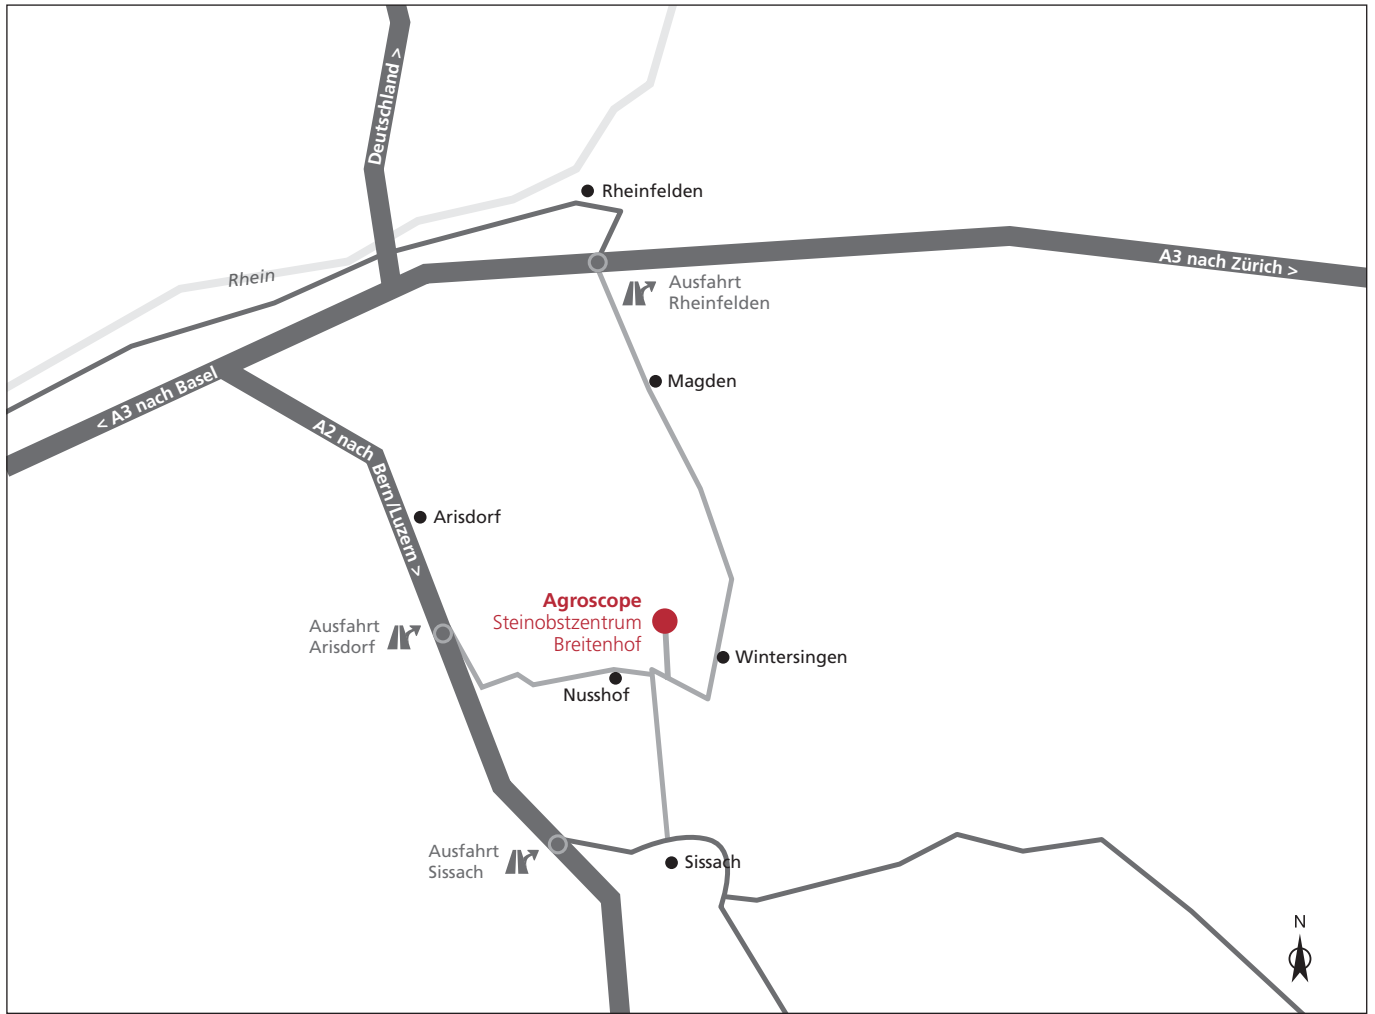 Deutschland >
Rheinfelden
Rhein
A3 nach Zürich >
Ausfahrt
Rheinfelden
< A3 nach Basel
Magden
A2 nach Bern/Luzern >
Arisdorf
Agroscope
Steinobstzentrum
Breitenhof
Ausfahrt
Arisdorf
Wintersingen
Nusshof
Ausfahrt
Sissach
Sissach
N